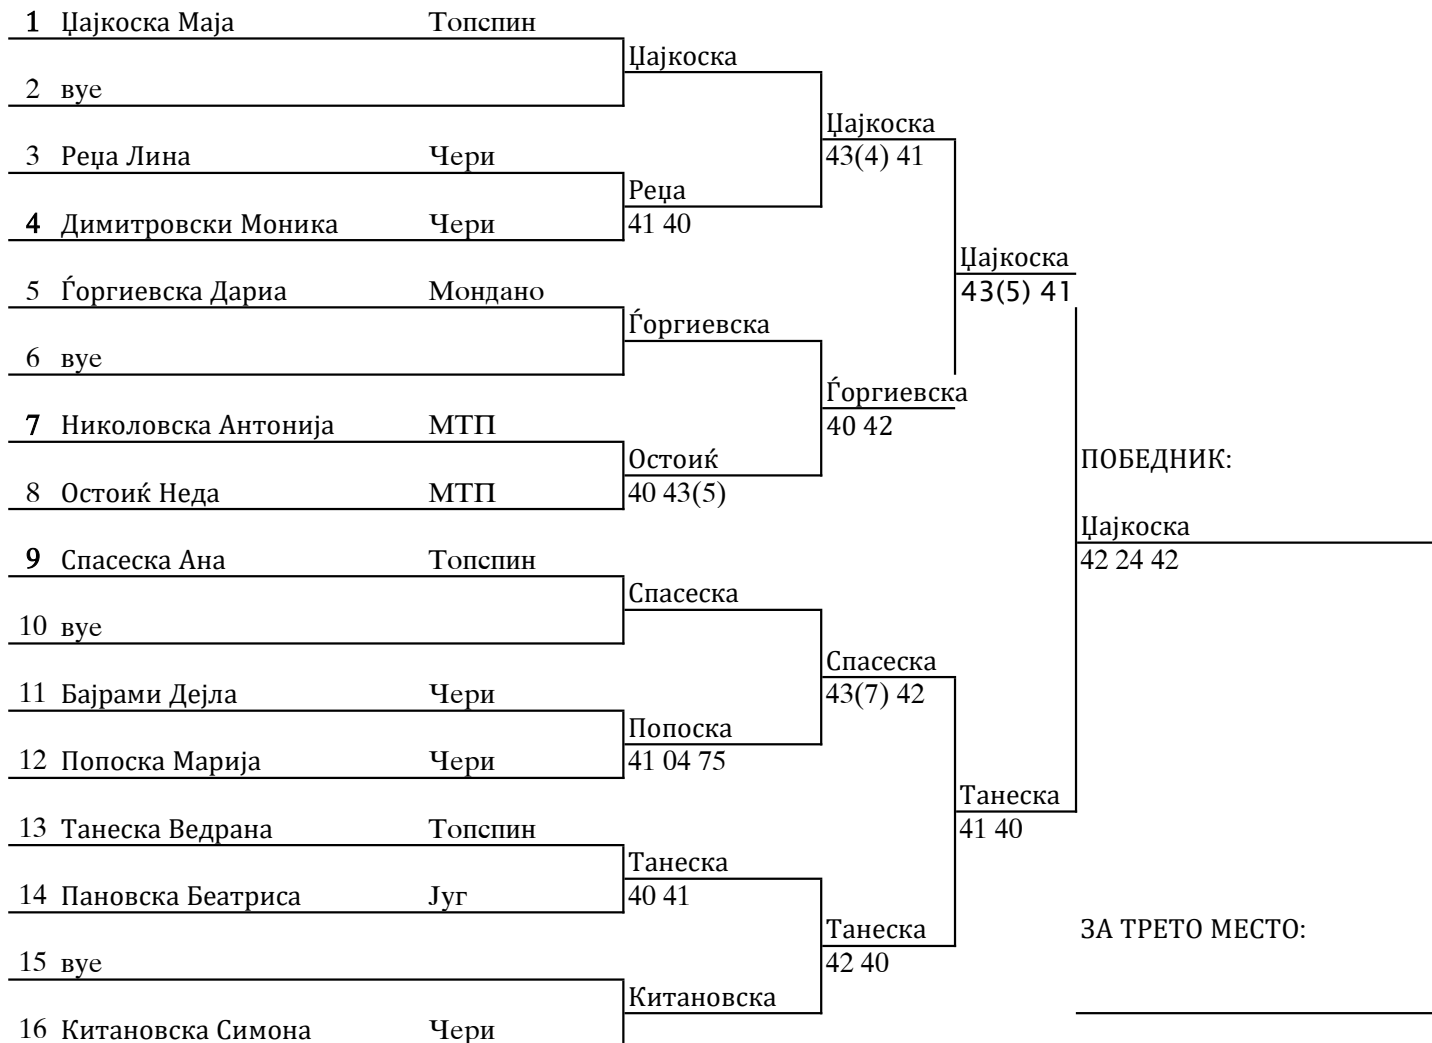 1 Џајкоска Маја Топспин
Џајкоска
2 вуе
Џајкоска
3 Реџа Лина Чери
43(4) 41
Реџа
4 Димитровски Моника Чери
41 40
Џајкоска
5 Ѓоргиевска Дариа Мондано
43(5) 41
Ѓоргиевска
6 вуе
Ѓоргиевска
7 Николовска Антонија МТП
40 42
Остоиќ
ПОБЕДНИК:
8 Остоиќ Неда МТП
40 43(5)
Џајкоска
9 Спасеска Ана Топспин
42 24 42
Спасеска
10 вуе
Спасеска
11 Бајрами Дејла Чери
43(7) 42
Попоска
12 Попоска Марија Чери
41 04 75
Танеска
13 Танеска Ведрана Топспин
41 40
Танеска
14 Пановска Беатриса Југ
40 41
Танеска
ЗА ТРЕТО МЕСТО:
15 вуе
42 40
Китановска
16 Китановска Симона Чери